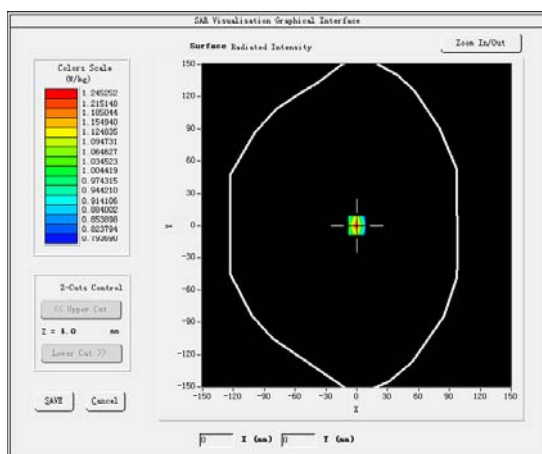 SAR Visualisation Graphical Interface
Surface Radiated Intensity
Zoom In/Out
Colors Scale
(W/kg)
1.245252
1.215148
1.185044
1.154940
1.124835
1.094731
1.064627
1.034523
1.004419
0.974315
0.944210
0.914106
0.884002
0.853898
0.823794
0.793690
Z-Cuts Control
<< Upper Cut
Z = 4.0 mm
Lower Cut >>
SAVE
Cancel
150
120
90
60
30
0
-30
-60
-90
-120
-150
Y
-150 -120 -90 -60 -30 0 30 60 90 120 150
X
0 X (mm) 0 Y (mm)